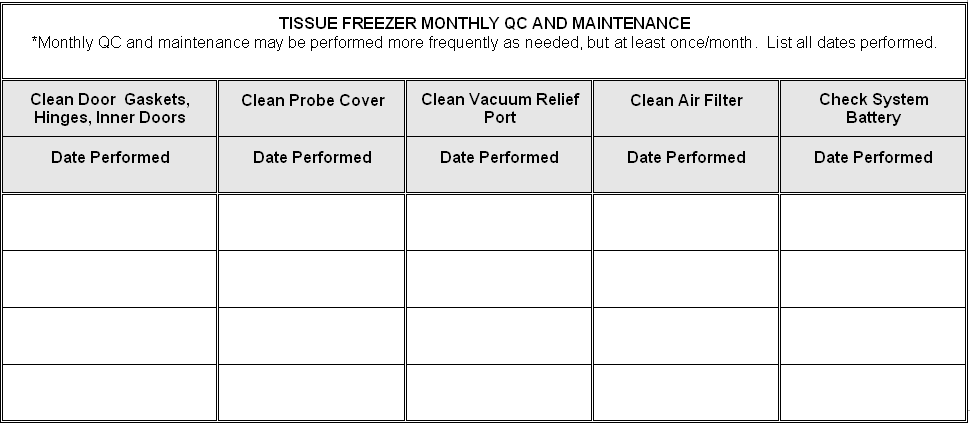 TISSUE FREEZER MONTHLY QC AND MAINTENANCE
*Monthly QC and maintenance may be performed more frequently as needed, but at least once/month.  List all dates performed.
Clean Door  Gaskets,
Hinges, Inner Doors
Clean Probe Cover
Clean Vacuum Relief
Port
Clean Air Filter
Check System
Battery
Date Performed
Date Performed
Date Performed
Date Performed
Date Performed